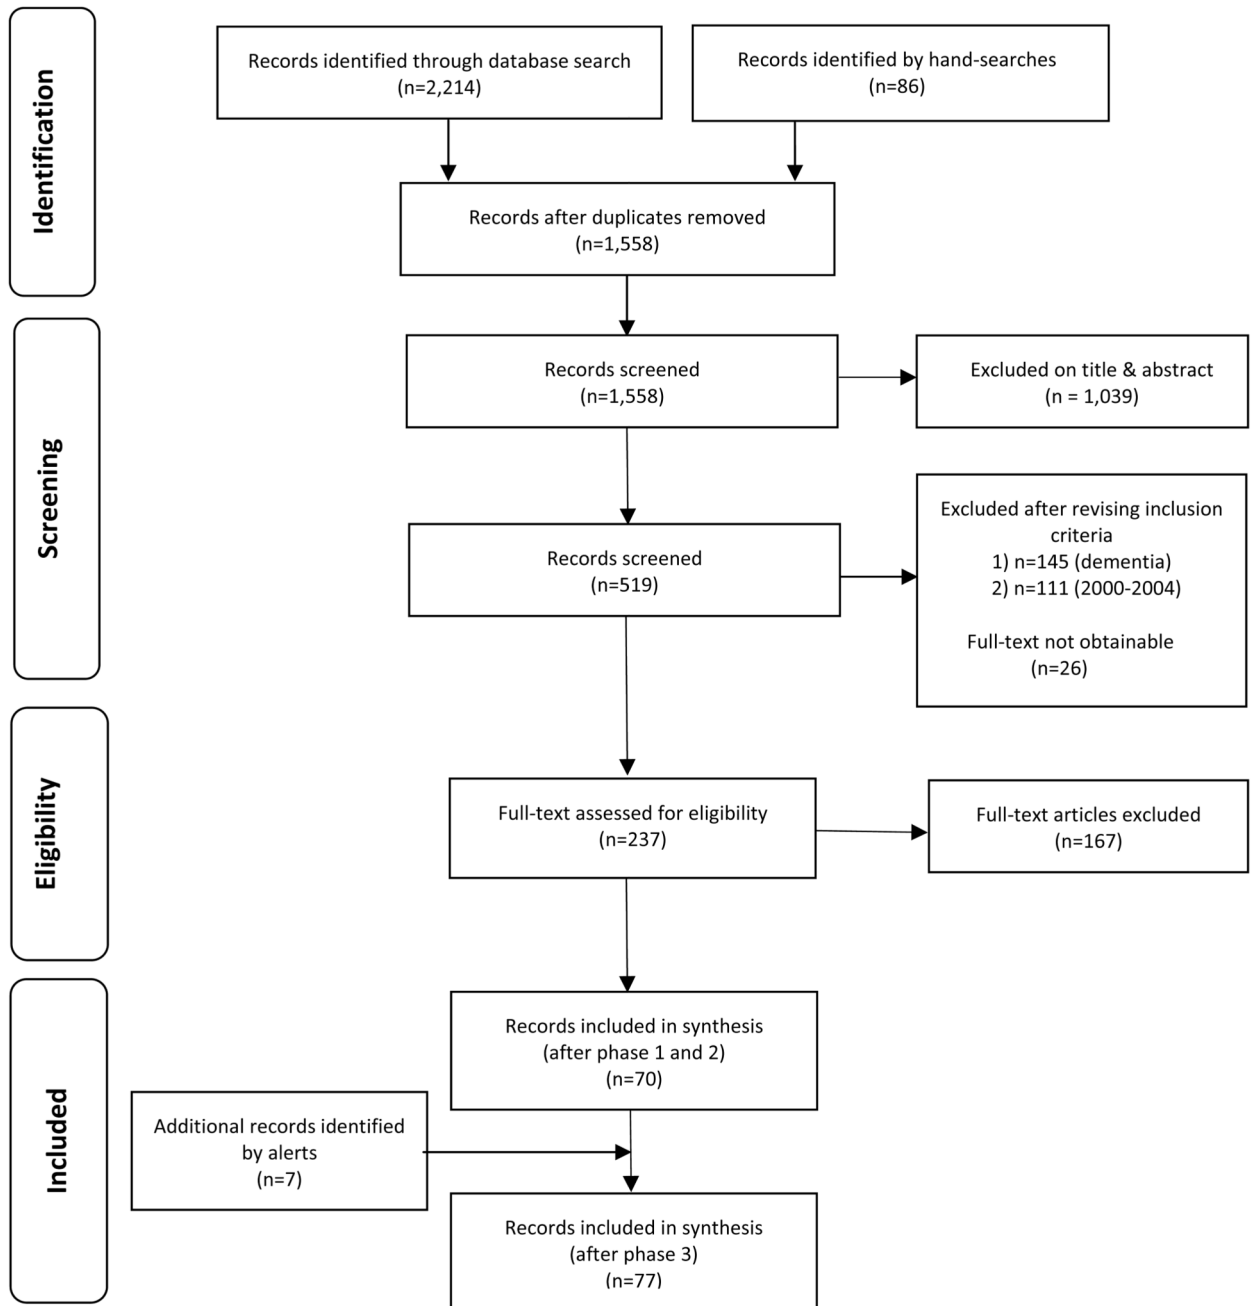 Identification
Records identified through database search
(n=2,214)
Records identified by hand-searches
(n=86)
Records after duplicates removed
(n=1,558)
Screening
Records screened
(n=1,558)
Excluded on title & abstract
(n = 1,039)
Records screened
(n=519)
Excluded after revising inclusion
criteria
1) n=145 (dementia)
2) n=111 (2000-2004)
Full-text not obtainable
(n=26)
Eligibility
Full-text assessed for eligibility
(n=237)
Full-text articles excluded
(n=167)
Included
Records included in synthesis
(after phase 1 and 2)
(n=70)
Additional records identified
by alerts
(n=7)
Records included in synthesis
(after phase 3)
(n=77)